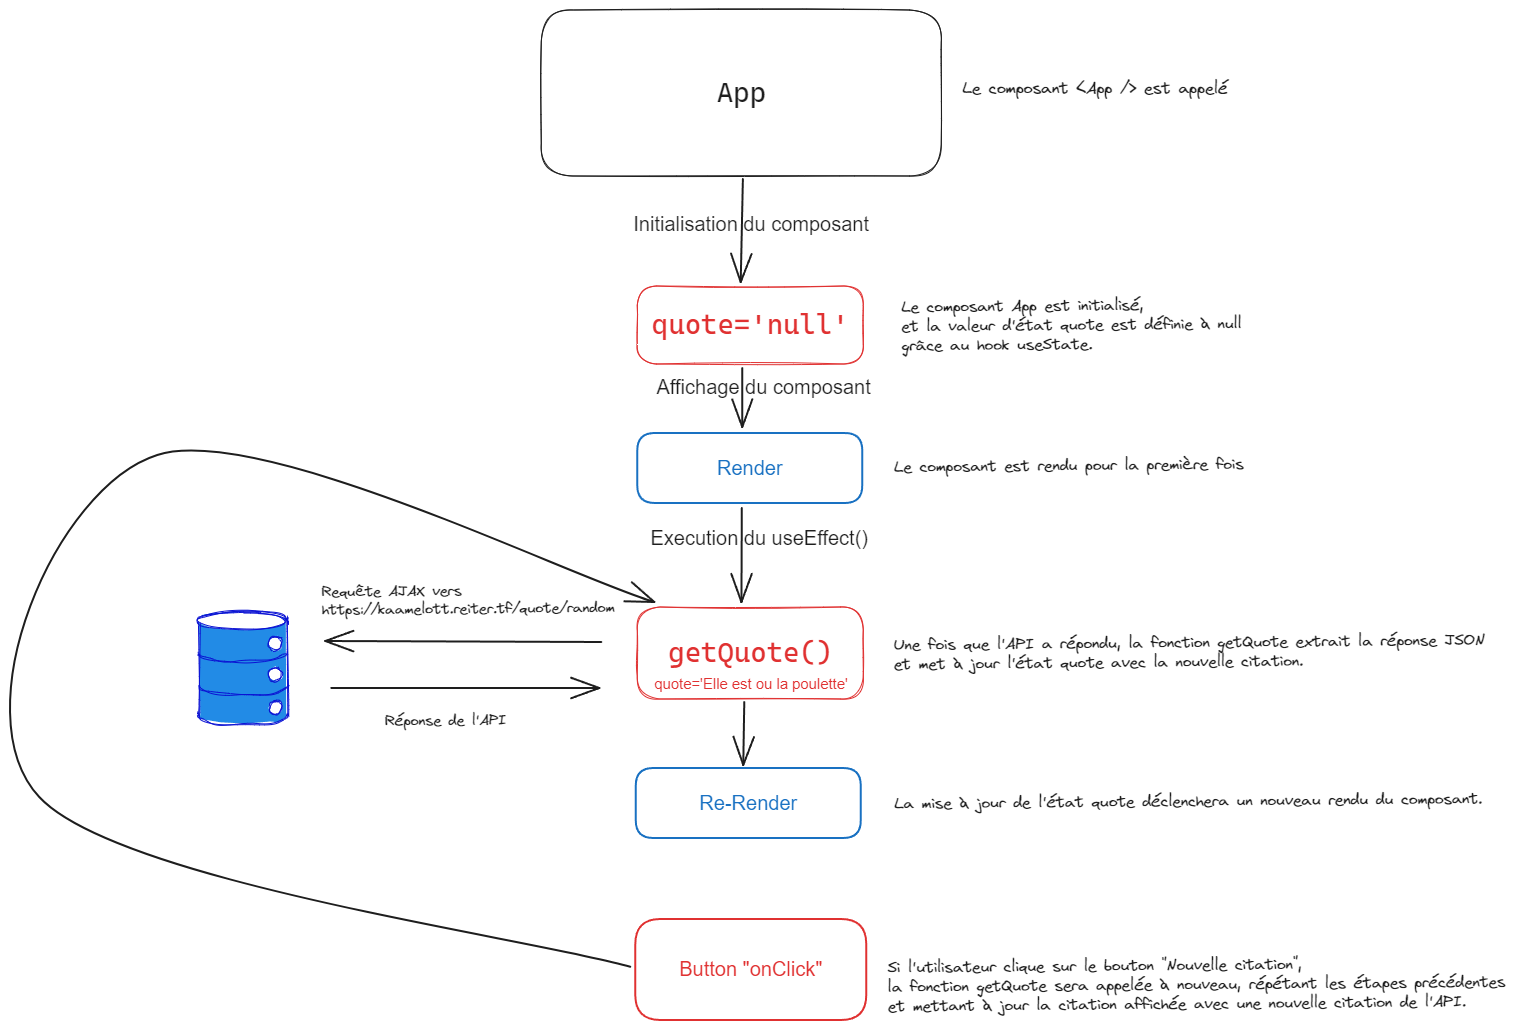 App
Le composant <App /> est appelé
Initialisation du composant
quote='null'
Le composant App est initialisé,
et la valeur d'état quote est définie à null
grâce au hook useState.
Affichage du composant
Render
Le composant est rendu pour la première fois
Execution du useEffect()
Requête AJAX vers
https://kaamelott.reiter.tf/quote/random
getQuote()
quote='Elle est ou la poulette'
Une fois que l'API a répondu, la fonction getQuote extrait la réponse JSON
et met à jour l'état quote avec la nouvelle citation.
Réponse de l'API
Re-Render
La mise à jour de l'état quote déclenchera un nouveau rendu du composant.
Button "onClick"
Si l'utilisateur clique sur le bouton "Nouvelle citation",
la fonction getQuote sera appelée à nouveau, répétant les étapes précédentes
et mettant à jour la citation affichée avec une nouvelle citation de l'API.